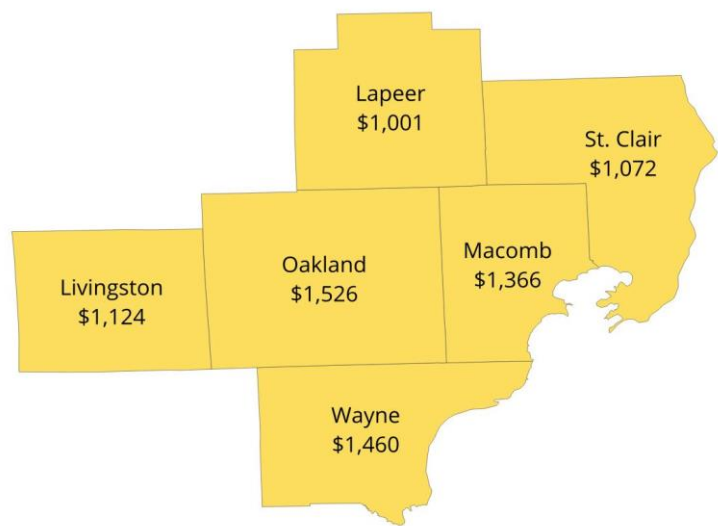 Lapeer
$1,001
St. Clair
$1,072
Macomb
$1,366
Oakland
$1,526
Livingston
$1,124
Wayne
$1,460